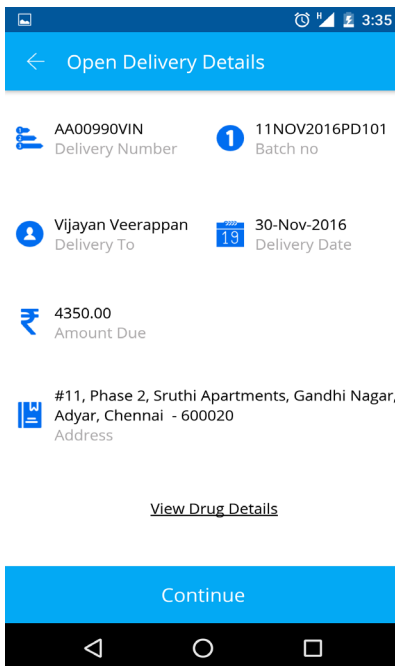 H 3:35
Open Delivery Details
AA00990VIN
Delivery Number
1
11NOV2016PD101
Batch no
Vijayan Veerappan
Delivery To
19
30-Nov-2016
Delivery Date
₹
4350.00
Amount Due
#11, Phase 2, Sruthi Apartments, Gandhi Nagar,
Adyar, Chennai - 600020
Address
View Drug Details
Continue